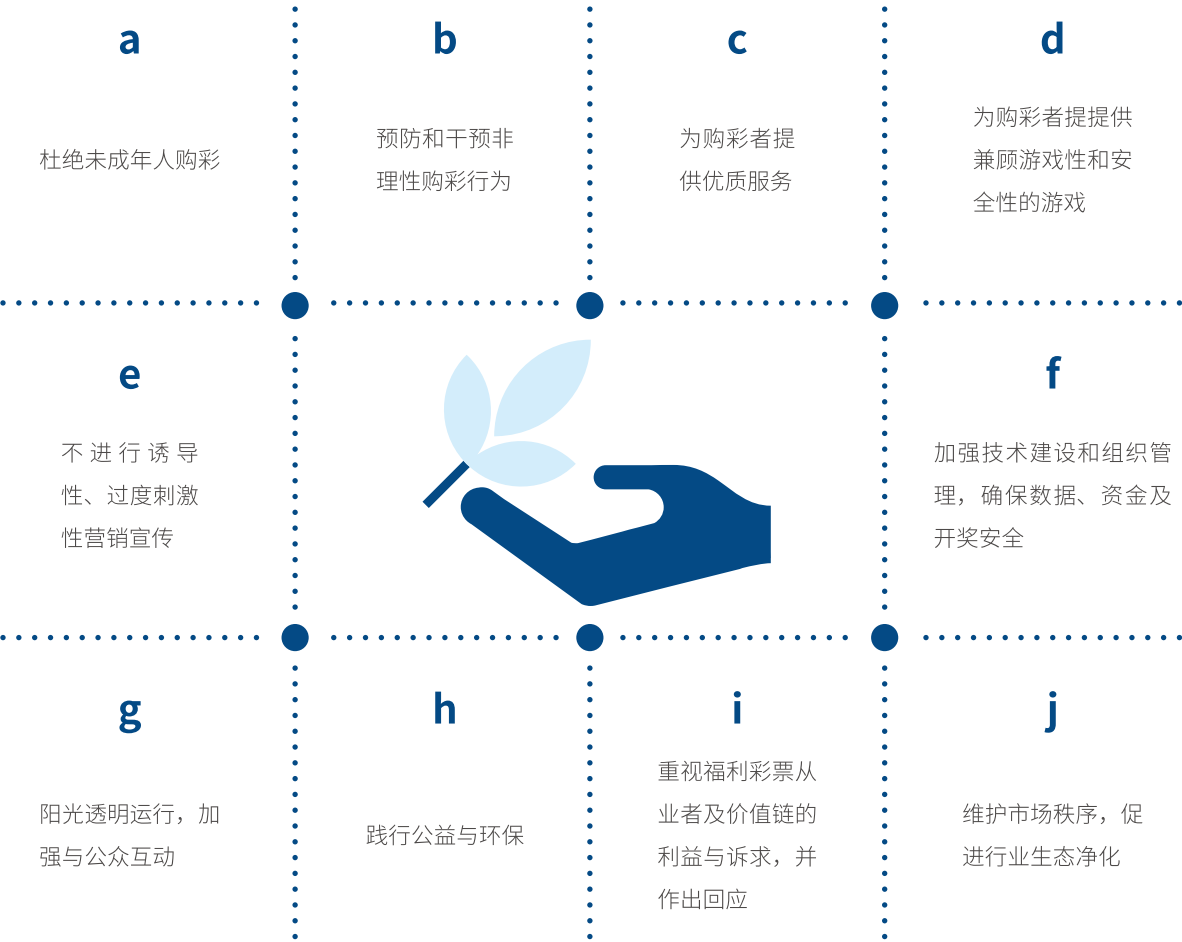 a
杜绝未成年人购彩
b
预防和干预非
理性购彩行为
c
为购彩者提
供优质服务
d
为购彩者提提供
兼顾游戏性和安
全性的游戏
e
不进行诱导
性、过度刺激
性营销宣传
f
加强技术建设和组织管
理，确保数据、资金及
开奖安全
g
阳光透明运行，加
强与公众互动
h
践行公益与环保
i
重视福利彩票从
业者及价值链的
利益与诉求，并
作出回应
j
维护市场秩序，促
进行业生态净化